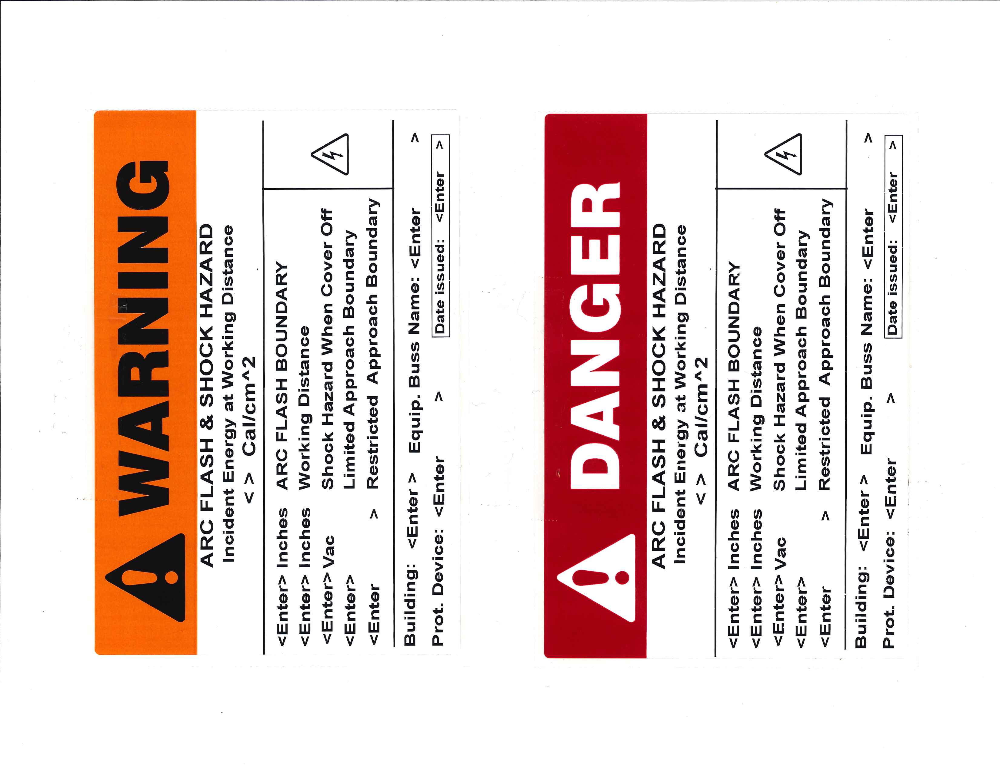 WARNING
ARC FLASH & SHOCK HAZARD
Incident Energy at Working Distance
< > Cal/cm^2
<Enter> Inches ARC FLASH BOUNDARY
<Enter> Inches Working Distance
<Enter> Vac Shock Hazard When Cover Off
<Enter> Limited Approach Boundary
<Enter > Restricted Approach Boundary
Building: <Enter > Equip. Buss Name: <Enter >
Prot. Device: <Enter > Date issued: <Enter >
DANGER
ARC FLASH & SHOCK HAZARD
Incident Energy at Working Distance
< > Cal/cm^2
<Enter> Inches ARC FLASH BOUNDARY
<Enter> Inches Working Distance
<Enter> Vac Shock Hazard When Cover Off
<Enter> Limited Approach Boundary
<Enter > Restricted Approach Boundary
Building: <Enter > Equip. Buss Name: <Enter >
Prot. Device: <Enter > Date issued: <Enter >